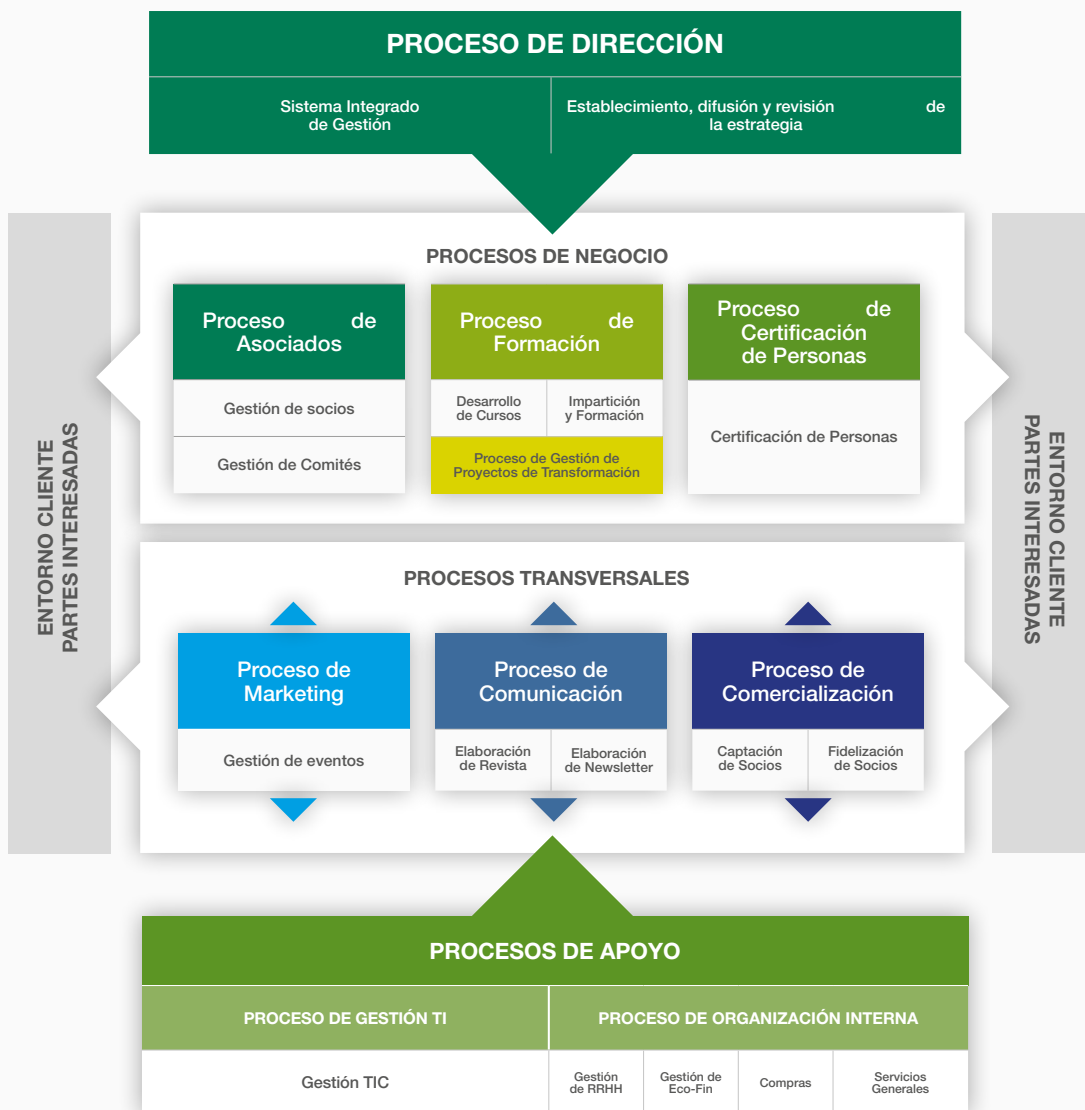 PROCESO DE DIRECCIÓN
Sistema Integrado
de Gestión
Establecimiento, difusión y revisión de
la estrategia
ENTORNO CLIENTE
PARTES INTERESADAS
PROCESOS DE NEGOCIO
Proceso de
Asociados
Gestión de socios
Gestión de Comités
Proceso de
Formación
Desarrollo
de Cursos
Impartición
y Formación
Proceso de Gestión de
Proyectos de Transformación
Proceso de
Certificación
de Personas
Certificación de Personas
ENTORNO CLIENTE
PARTES INTERESADAS
PROCESOS TRANSVERSALES
Proceso de
Marketing
Gestión de eventos
Proceso de
Comunicación
Elaboración
de Revista
Elaboración
de Newsletter
Proceso de
Comercialización
Captación
de Socios
Fidelización
de Socios
PROCESOS DE APOYO
PROCESO DE GESTIÓN TI
Gestión TIC
PROCESO DE ORGANIZACIÓN INTERNA
Gestión
de RRHH
Gestión de
Eco-Fin
Compras
Servicios
Generales